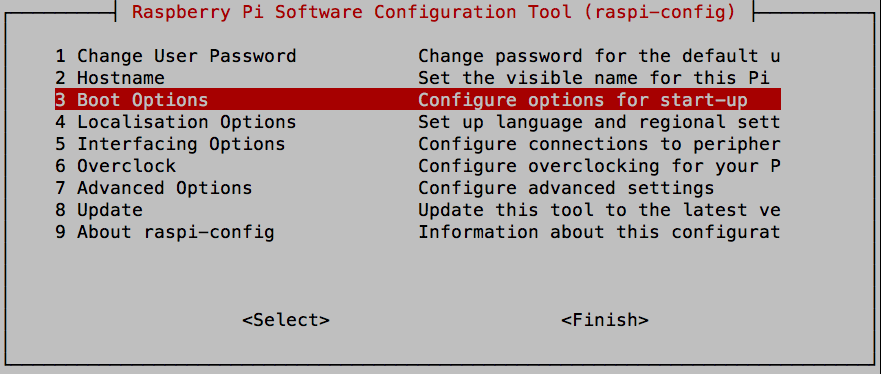 Raspberry Pi Software Configuration Tool (raspi-config)
1 Change User Password Change password for the default u
2 Hostname Set the visible name for this Pi
3 Boot Options Configure options for start-up
4 Localisation Options Set up language and regional sett
5 Interfacing Options Configure connections to peripher
6 Overclock Configure overclocking for your P
7 Advanced Options Configure advanced settings
8 Update Update this tool to the latest ve
9 About raspi-config Information about this configurat
<Select> <Finish>